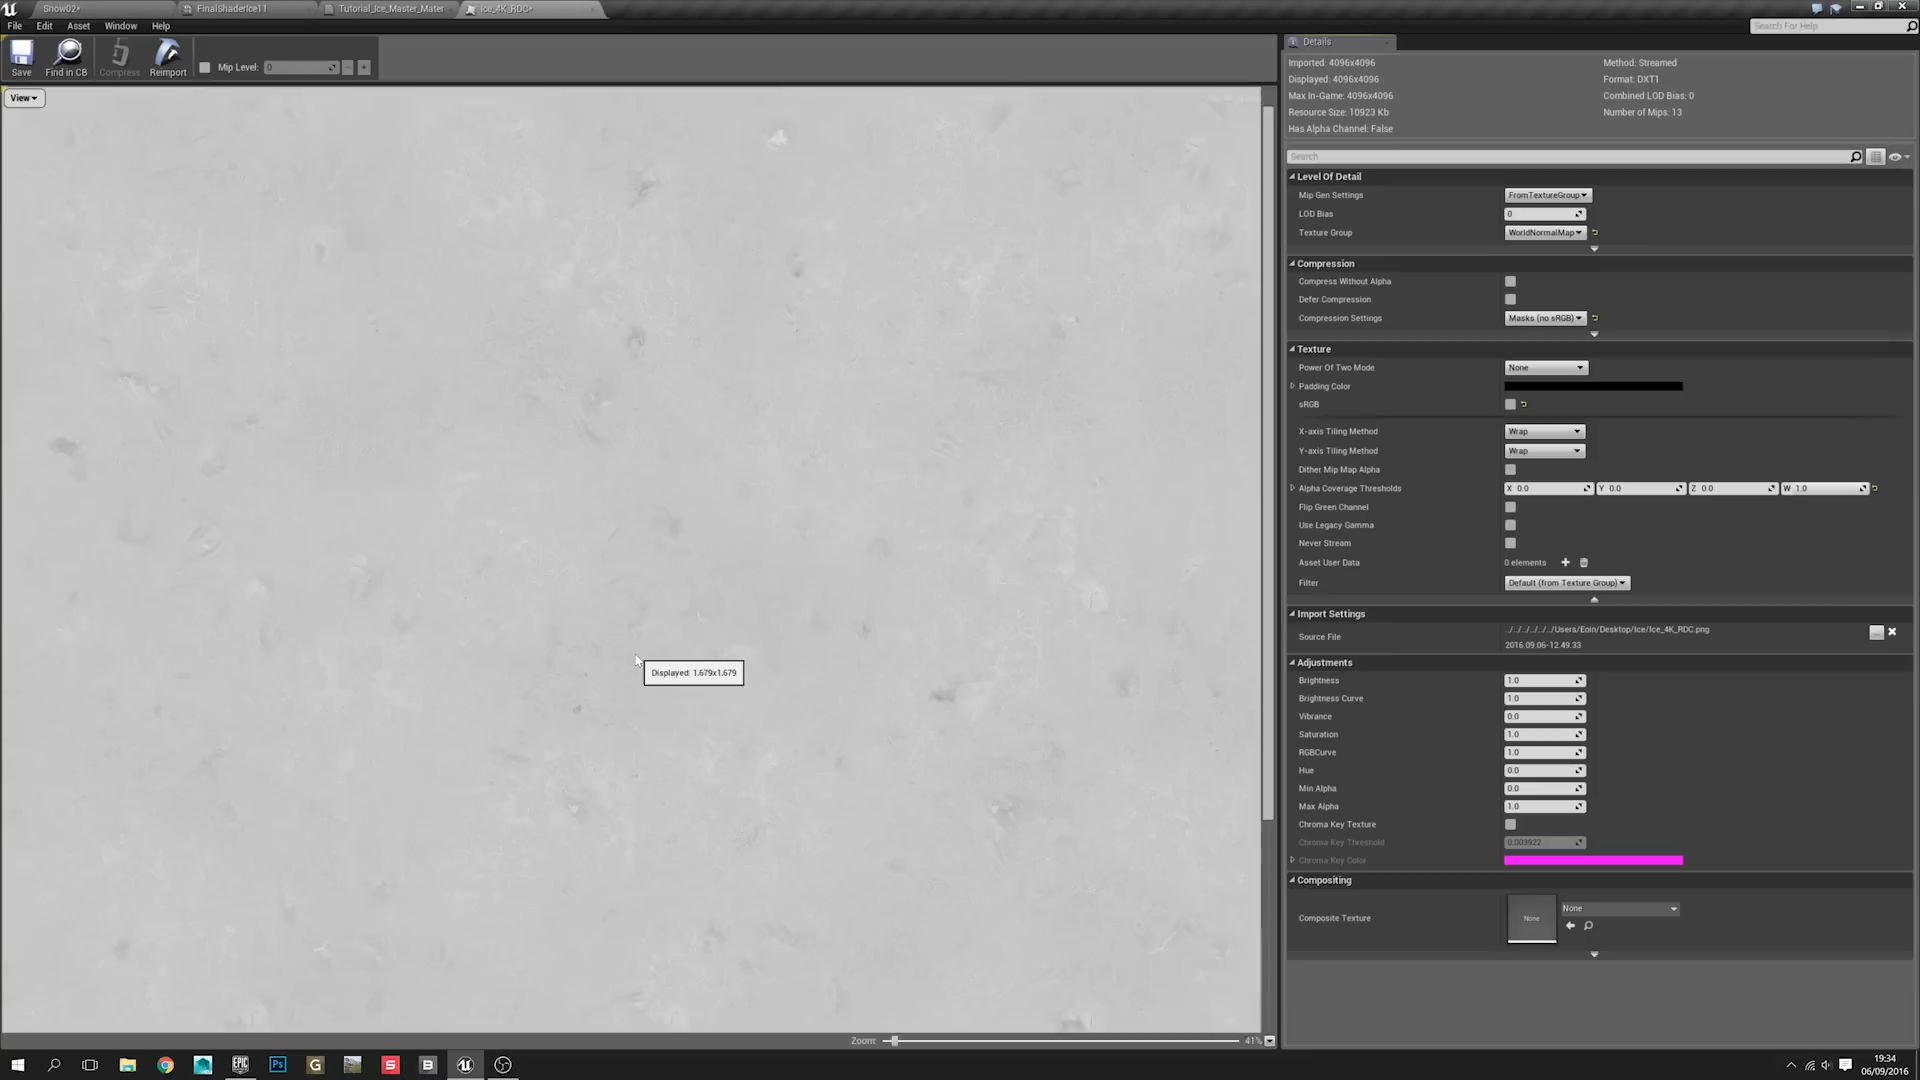 Snow02*
FinalShaderIce11
Tutorial_Ice_Master_Mater
Ice_4K_RDC*
File Edit Asset Window Help
Search For Help
Save
Find in CB
Compress
Reimport
Mip Level: 0
View
Displayed: 1.679x1.679
Zoom: 41%
Details
Imported: 4096x4096
Method: Streamed
Displayed: 4096x4096
Format: DXT1
Max In-Game: 4096x4096
Combined LOD Bias: 0
Resource Size: 10923 Kb
Number of Mips: 13
Has Alpha Channel: False
Search
Level Of Detail
Mip Gen Settings FromTextureGroup
LOD Bias 0
Texture Group WorldNormalMap
Compression
Compress Without Alpha
Defer Compression
Compression Settings Masks (no sRGB)
Texture
Power Of Two Mode None
Padding Color
sRGB
X-axis Tiling Method Wrap
Y-axis Tiling Method Wrap
Dither Mip Map Alpha
Alpha Coverage Thresholds X 0.0 Y 0.0 Z 0.0 W 1.0
Flip Green Channel
Use Legacy Gamma
Never Stream
Asset User Data 0 elements
Filter Default (from Texture Group)
Import Settings
Source File ../../../../../../Users/Eoin/Desktop/Ice/Ice_4K_RDC.png
2016.09.06-12.49.33
Adjustments
Brightness 1.0
Brightness Curve 1.0
Vibrance 0.0
Saturation 1.0
RGBCurve 1.0
Hue 0.0
Min Alpha 0.0
Max Alpha 1.0
Chroma Key Texture
Chroma Key Threshold 0.003922
Chroma Key Color
Compositing
Composite Texture None None
EPIC
GAMES
Ps
G
S
B
19:34
06/09/2016